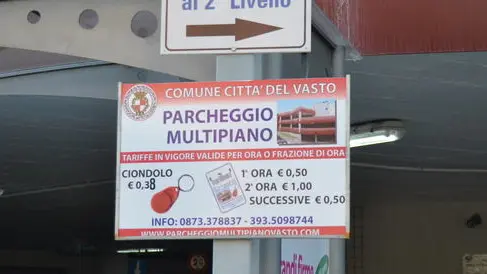 al 2° Livello
COMUNE CITTA' DEL VASTO
PARCHEGGIO
MULTIPIANO
TARIFFE IN VIGORE VALIDE PER ORA O FRAZIONE DI ORA
CIONDOLO
€ 0,38
1° ORA € 0,50
2° ORA € 1,00
SUCCESSIVE € 0,50
INFO: 0873.378837 - 393.5098744
WWW.PARCHEGGIOMULTIPIANOVASTO.COM